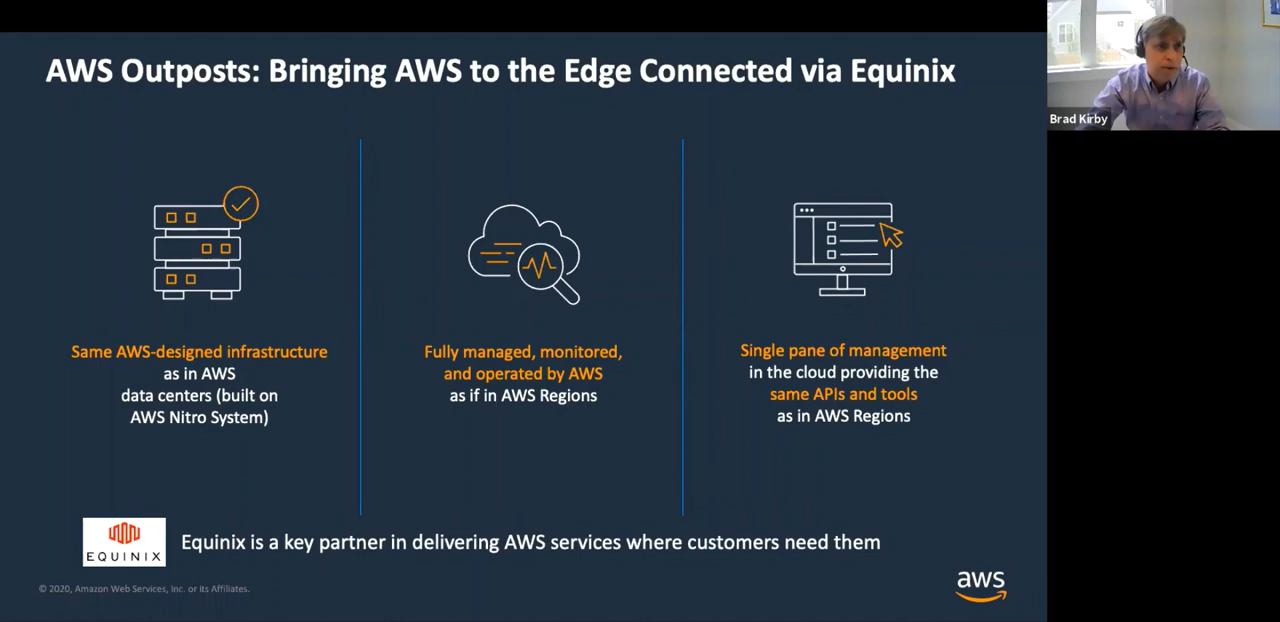 AWS Outposts: Bringing AWS to the Edge Connected via Equinix
Brad Kirby
Same AWS-designed infrastructure
as in AWS
data centers (built on
AWS Nitro System)
Fully managed, monitored,
and operated by AWS
as if in AWS Regions
Single pane of management
in the cloud providing the
same APIs and tools
as in AWS Regions
EQUINIX
Equinix is a key partner in delivering AWS services where customers need them
© 2020, Amazon Web Services, Inc. or its Affiliates.
aws